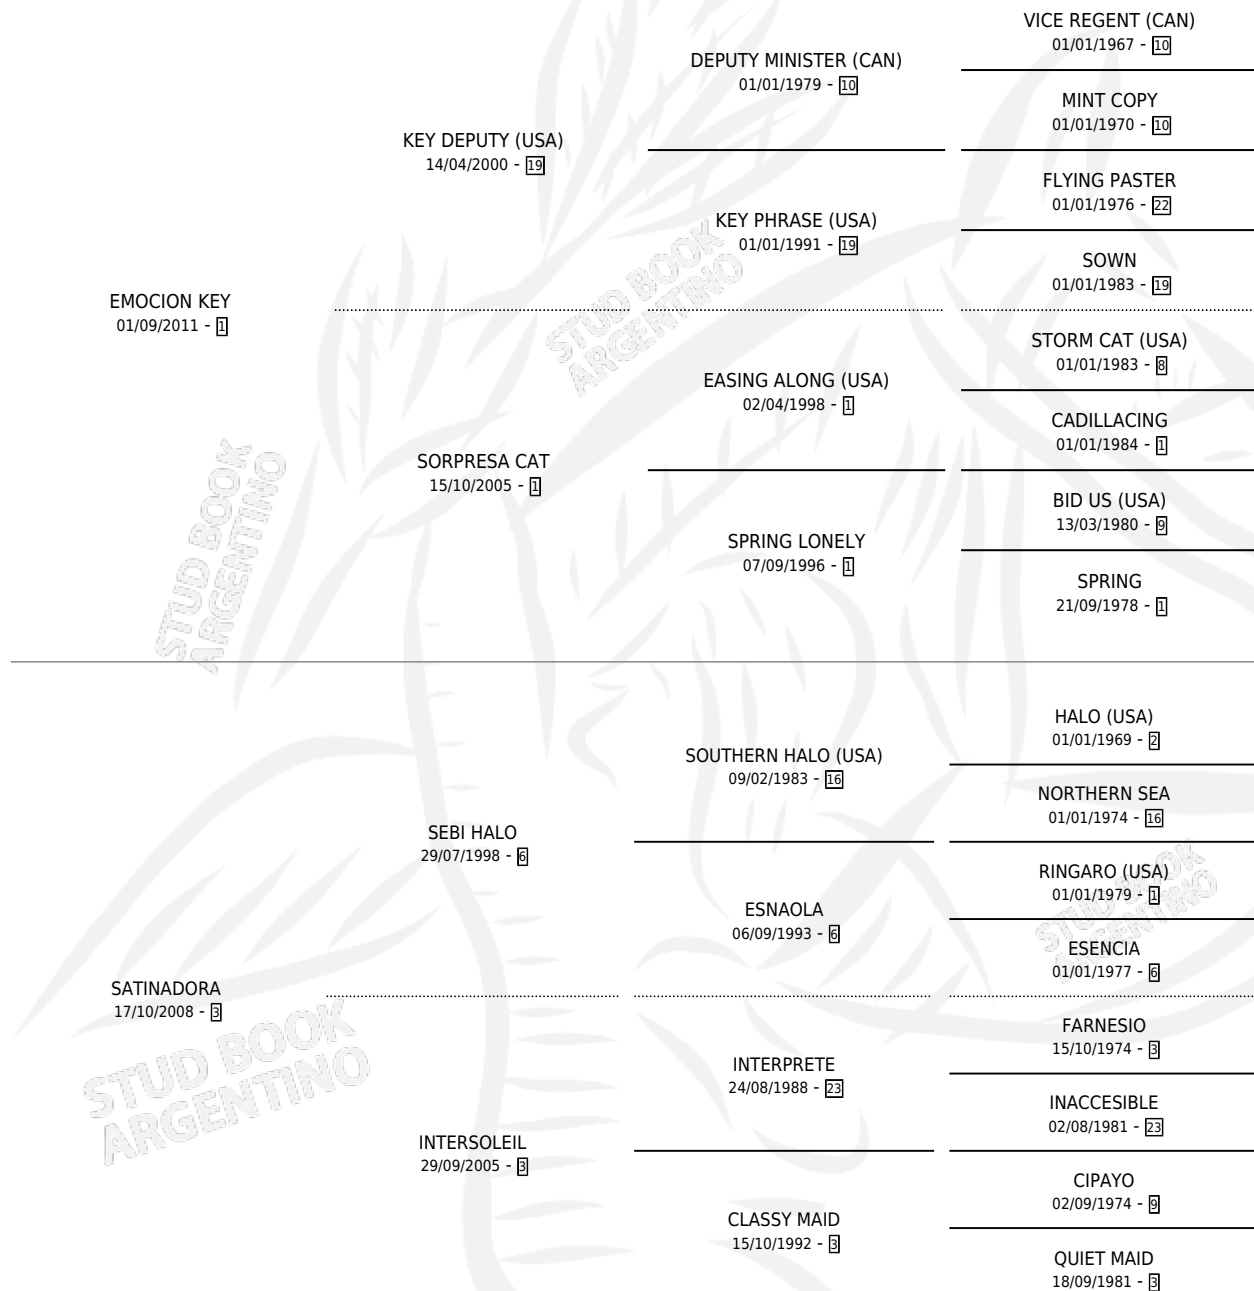 VICE REGENT (CAN)
01/01/1967 - 10
DEPUTY MINISTER (CAN)
01/01/1979 - 10
MINT COPY
01/01/1970 - 10
KEY DEPUTY (USA)
14/04/2000 - 19
FLYING PASTER
01/01/1976 - 22
KEY PHRASE (USA)
01/01/1991 - 19
SOWN
01/01/1983 - 19
EMOCION KEY
01/09/2011 - 1
STORM CAT (USA)
01/01/1983 - 8
EASING ALONG (USA)
02/04/1998 - 1
CADILLACING
01/01/1984 - 1
SORPRESA CAT
15/10/2005 - 1
BID US (USA)
13/03/1980 - 9
SPRING LONELY
07/09/1996 - 1
SPRING
21/09/1978 - 1
HALO (USA)
01/01/1969 - 2
SOUTHERN HALO (USA)
09/02/1983 - 16
NORTHERN SEA
01/01/1974 - 16
SEBI HALO
29/07/1998 - 6
RINGARO (USA)
01/01/1979 - 1
ESNAOLA
06/09/1993 - 6
ESENCIA
01/01/1977 - 6
SATINADORA
17/10/2008 - 3
FARNESIO
15/10/1974 - 3
INTERPRETE
24/08/1988 - 23
INACCESIBLE
02/08/1981 - 23
INTERSOLEIL
29/09/2005 - 3
CIPAYO
02/09/1974 - 9
CLASSY MAID
15/10/1992 - 3
QUIET MAID
18/09/1981 - 3
STUD BOOK
ARGENTINO
STUD BOOK
ARGENTINO
STUD BOOK
ARGENTINO
STUD BOOK
ARGENTINO